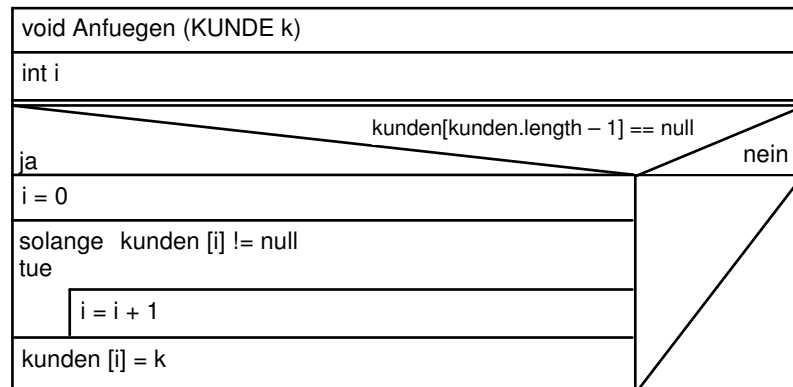 void Anfuegen (KUNDE k)
int i
kunden[kunden.length – 1] == null
ja
nein
i = 0
solange kunden [i] != null
tue
i = i + 1
kunden [i] = k